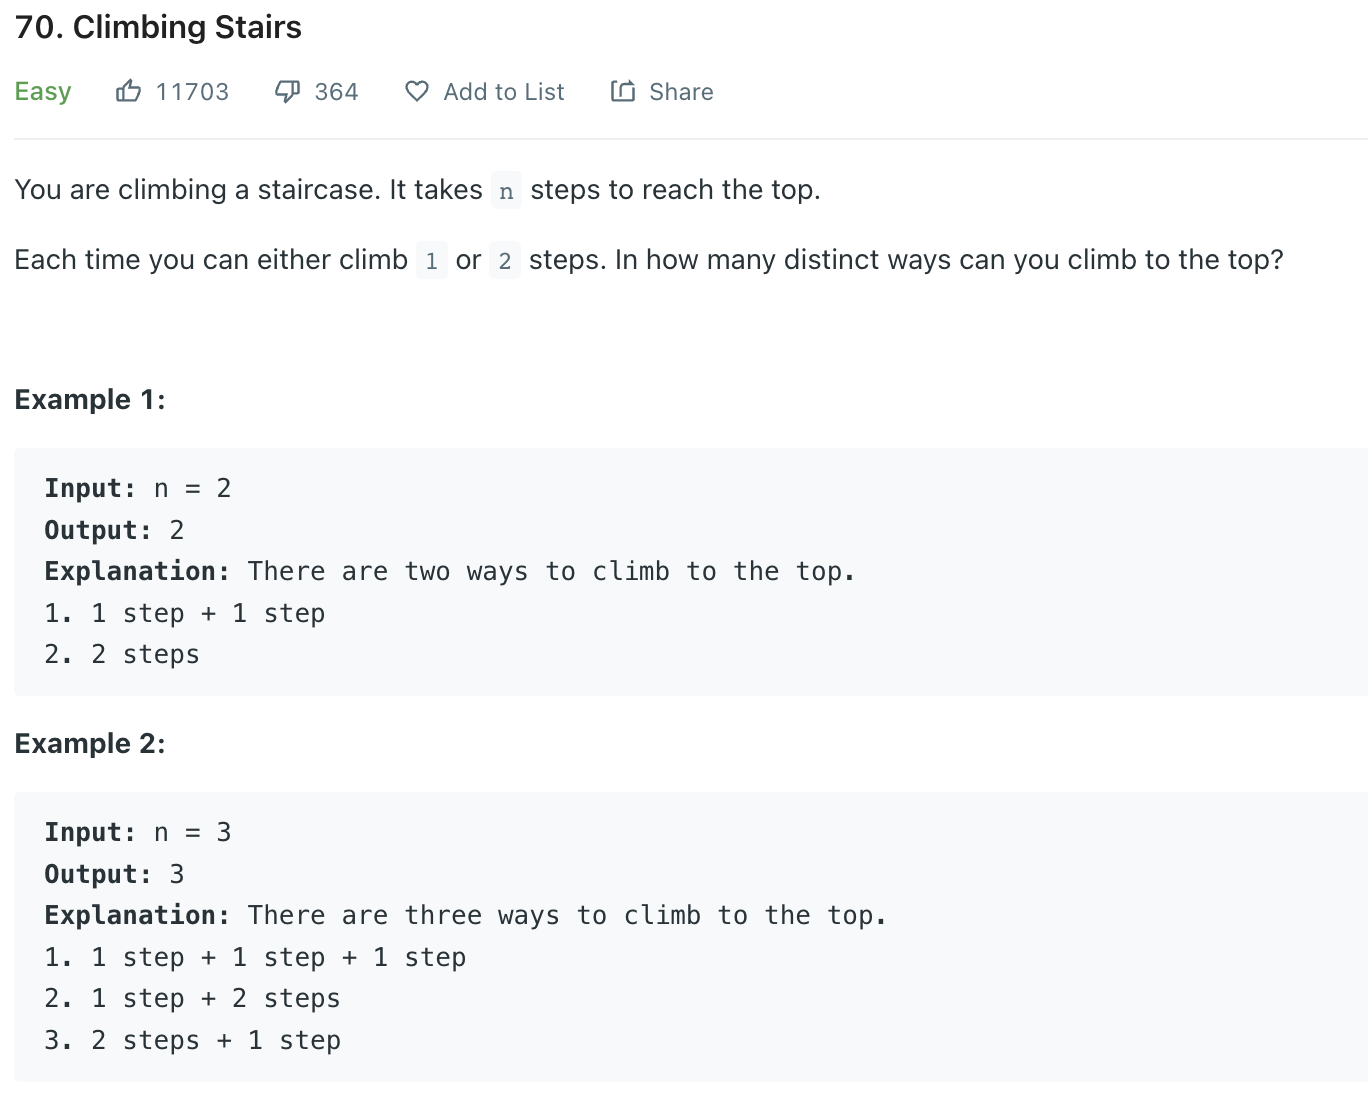 70. Climbing Stairs
Easy 11703 364 Add to List Share
You are climbing a staircase. It takes n steps to reach the top.
Each time you can either climb 1 or 2 steps. In how many distinct ways can you climb to the top?
Example 1:
Input: n = 2
Output: 2
Explanation: There are two ways to climb to the top.
1. 1 step + 1 step
2. 2 steps
Example 2:
Input: n = 3
Output: 3
Explanation: There are three ways to climb to the top.
1. 1 step + 1 step + 1 step
2. 1 step + 2 steps
3. 2 steps + 1 step